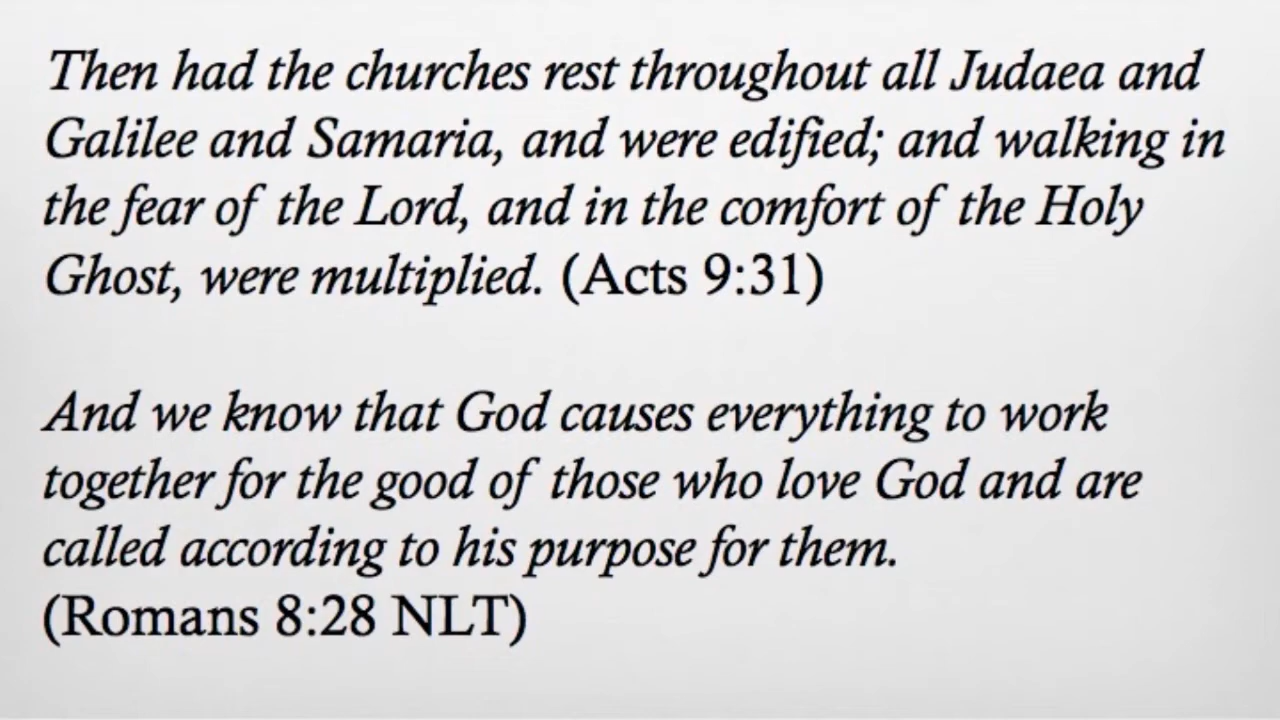 Then had the churches rest throughout all Judaea and
Galilee and Samaria, and were edified; and walking in
the fear of the Lord, and in the comfort of the Holy
Ghost, were multiplied. (Acts 9:31)
And we know that God causes everything to work
together for the good of those who love God and are
called according to his purpose for them.
(Romans 8:28 NLT)